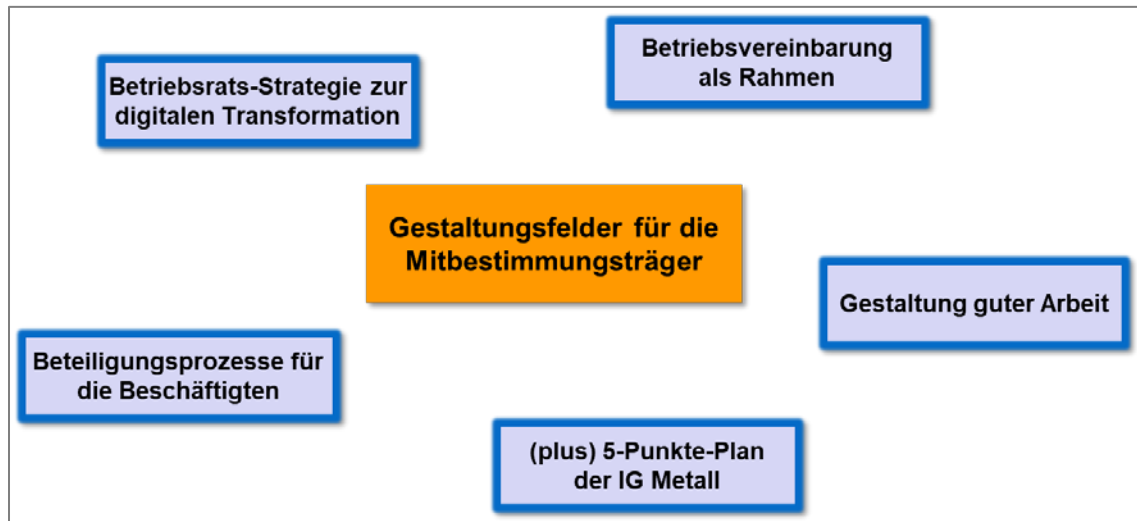 Betriebsrats-Strategie zur
digitalen Transformation
Betriebsvereinbarung
als Rahmen
Gestaltungsfelder für die
Mitbestimmungsträger
Gestaltung guter Arbeit
Beteiligungsprozesse für
die Beschäftigten
(plus) 5-Punkte-Plan
der IG Metall